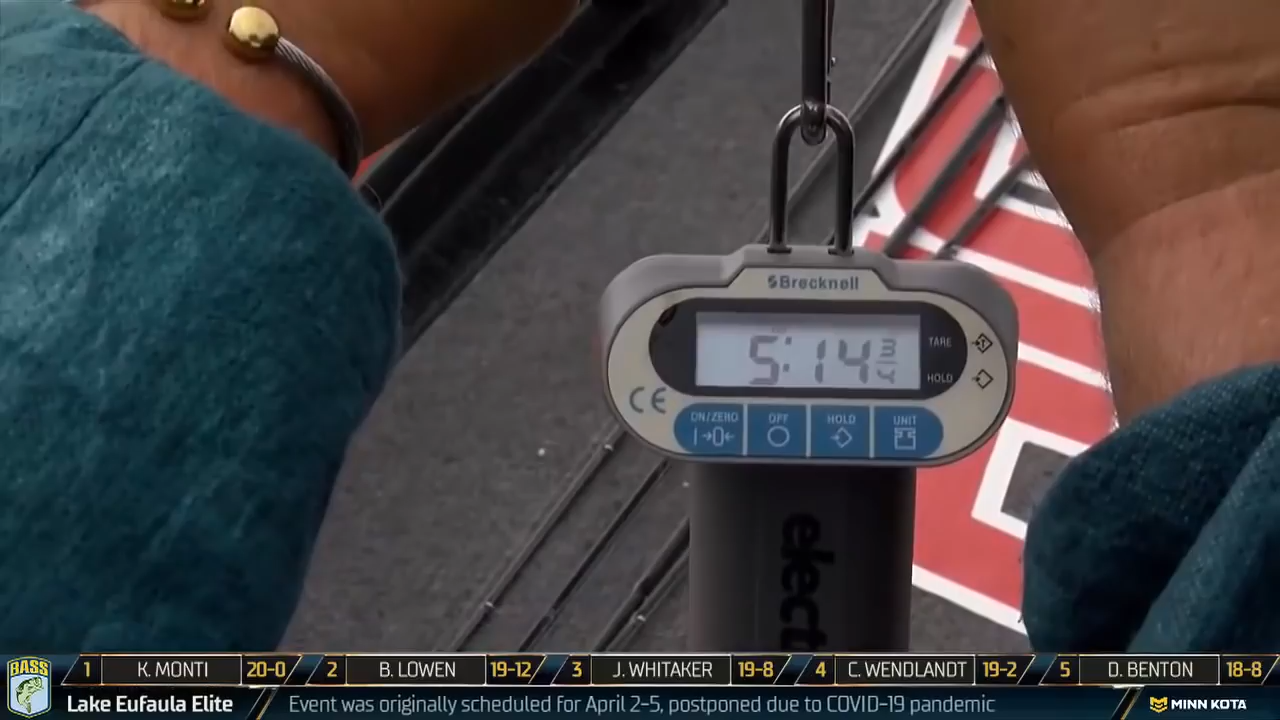 Brecknell
5:14 3/4
TARE
HOLD
CE
ON/ZERO OFF HOLD UNIT
elect
BASS 1 K. MONTI 20-0 2 B. LOWEN 19-12 3 J. WHITAKER 19-8 4 C. WENDLANDT 19-2 5 D. BENTON 18-8
Lake Eufaula Elite Event was originally scheduled for April 2-5, postponed due to COVID-19 pandemic MINN KOTA